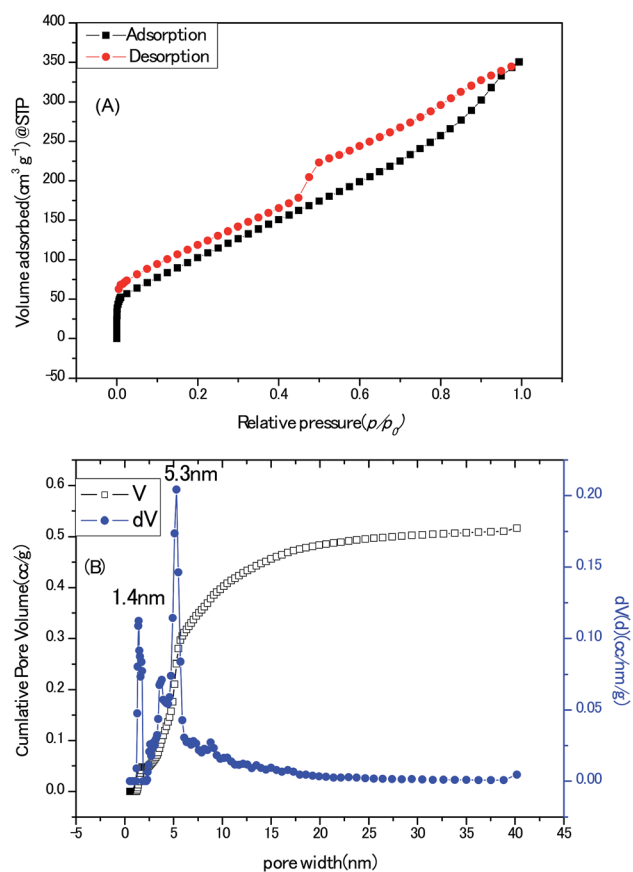 Adsorption
Desorption
(A)
Volume adsorbed(cm³ g⁻¹) @STP
400
350
300
250
200
150
100
50
0
-50
0.0 0.2 0.4 0.6 0.8 1.0
Relative pressure(p/p₀)
5.3nm
V
dV
(B)
1.4nm
Cumlative Pore Volume(cc/g)
0.6
0.5
0.4
0.3
0.2
0.1
0.0
dV(d)(cc/nm/g)
0.20
0.15
0.10
0.05
0.00
-5 0 5 10 15 20 25 30 35 40 45
pore width(nm)